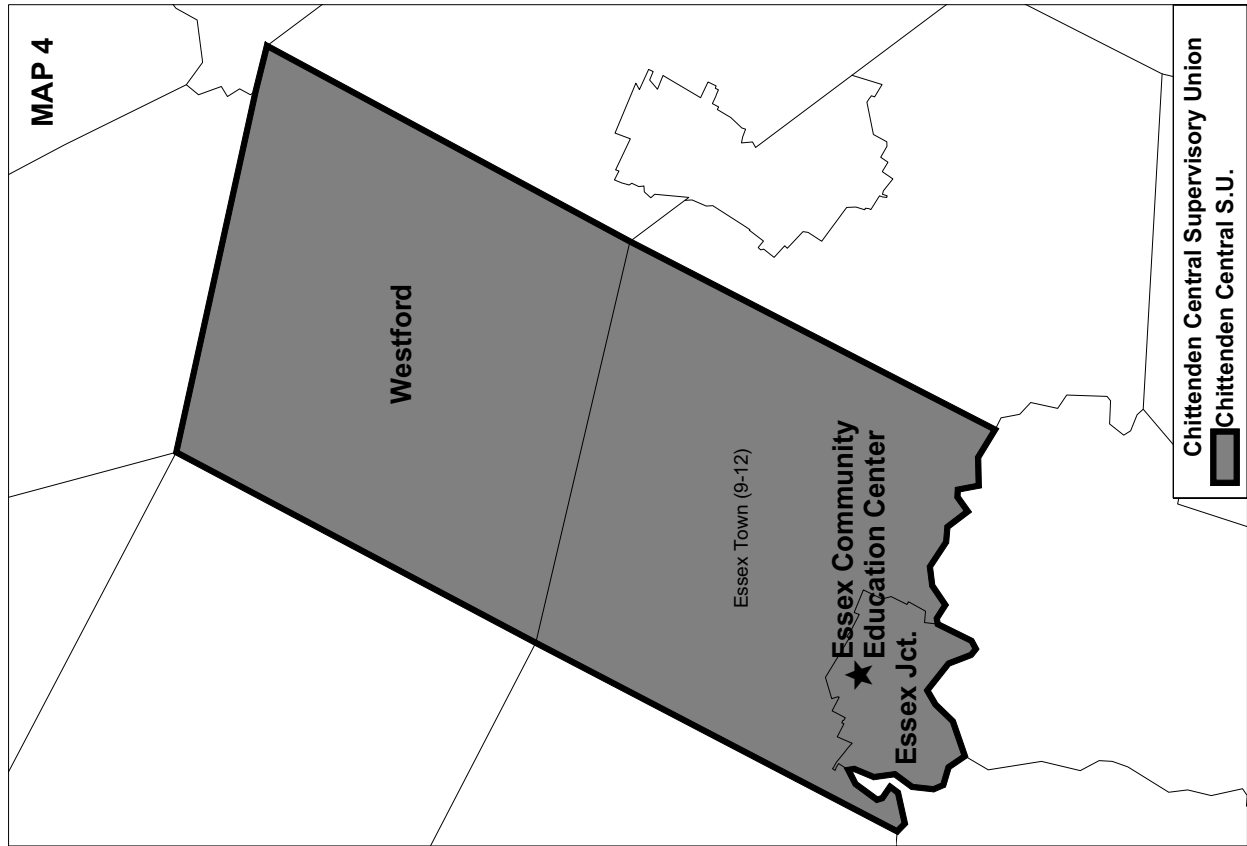 MAP 4
Westford
Essex Town (9-12)
Essex Community
Education Center
Essex Jct.
Chittenden Central Supervisory Union
Chittenden Central S.U.